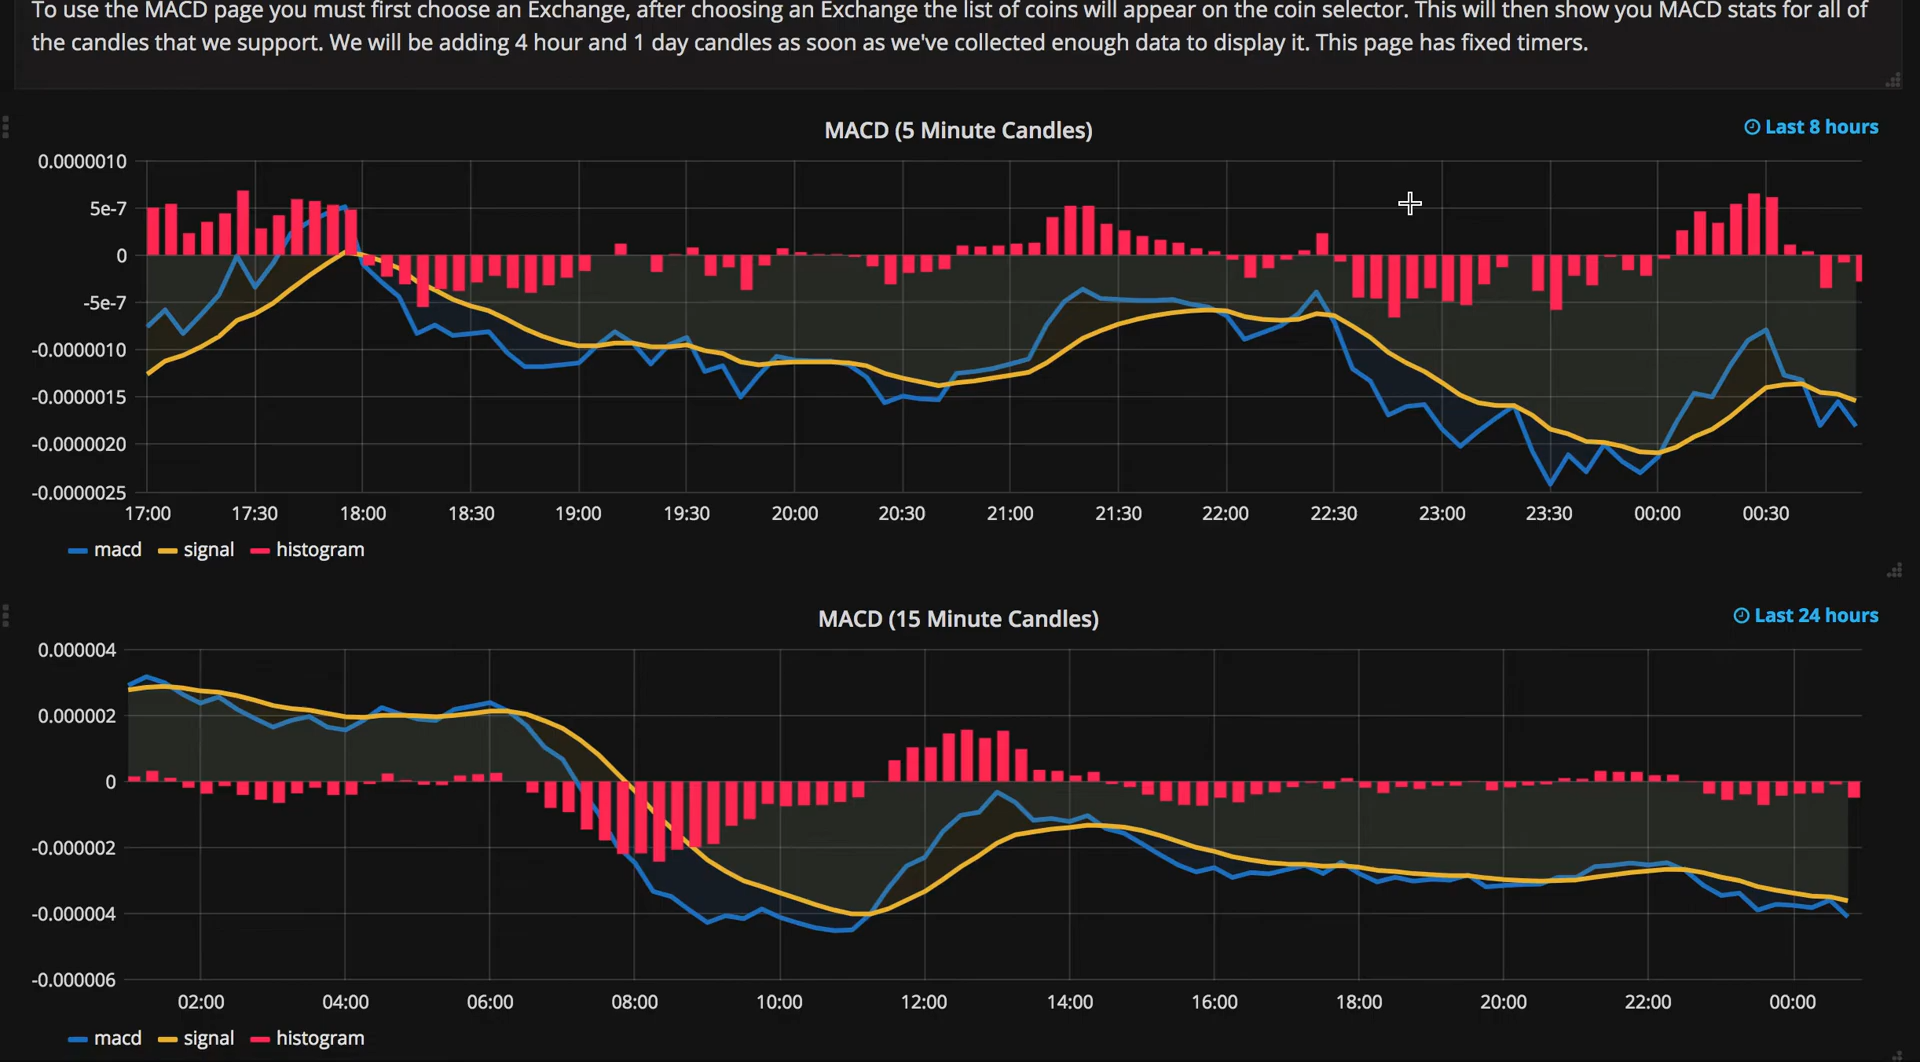 To use the MACD page you must first choose an Exchange, after choosing an Exchange the list of coins will appear on the coin selector. This will then show you MACD stats for all of
the candles that we support. We will be adding 4 hour and 1 day candles as soon as we've collected enough data to display it. This page has fixed timers.
MACD (5 Minute Candles)
Last 8 hours
0.0000010
5e-7
0
-5e-7
-0.0000010
-0.0000015
-0.0000020
-0.0000025
17:00 17:30 18:00 18:30 19:00 19:30 20:00 20:30 21:00 21:30 22:00 22:30 23:00 23:30 00:00 00:30
macd signal histogram
MACD (15 Minute Candles)
Last 24 hours
0.000004
0.000002
0
-0.000002
-0.000004
-0.000006
02:00 04:00 06:00 08:00 10:00 12:00 14:00 16:00 18:00 20:00 22:00 00:00
macd signal histogram